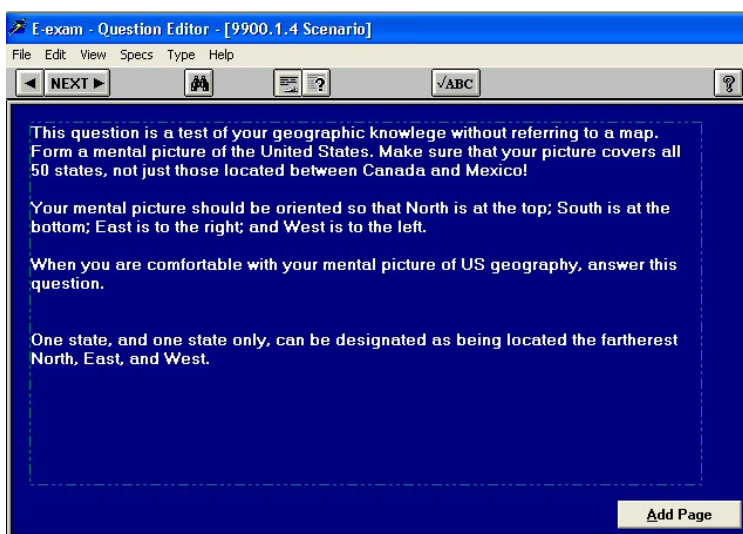 E-exam - Question Editor - [9900.1.4 Scenario]
File Edit View Specs Type Help
NEXT
?
√ABC
?
This question is a test of your geographic knowlege without referring to a map.
Form a mental picture of the United States. Make sure that your picture covers all
50 states, not just those located between Canada and Mexico!
Your mental picture should be oriented so that North is at the top; South is at the
bottom; East is to the right; and West is to the left.
When you are comfortable with your mental picture of US geography, answer this
question.
One state, and one state only, can be designated as being located the fartherest
North, East, and West.
Add Page